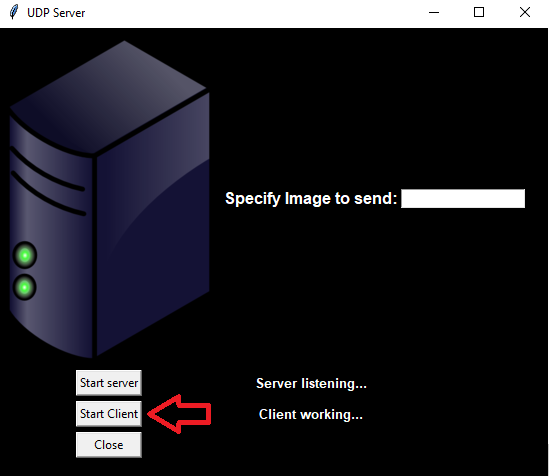 UDP Server
Specify Image to send:
Start server
Server listening...
Start Client
Client working...
Close